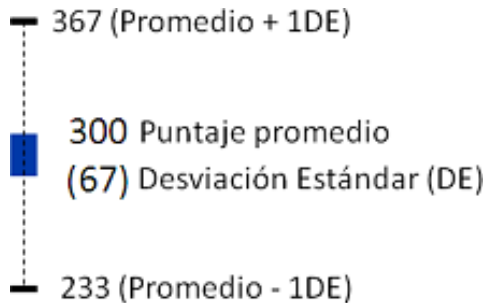 367 (Promedio + 1DE)
300 Puntaje promedio
(67) Desviación Estándar (DE)
233 (Promedio - 1DE)